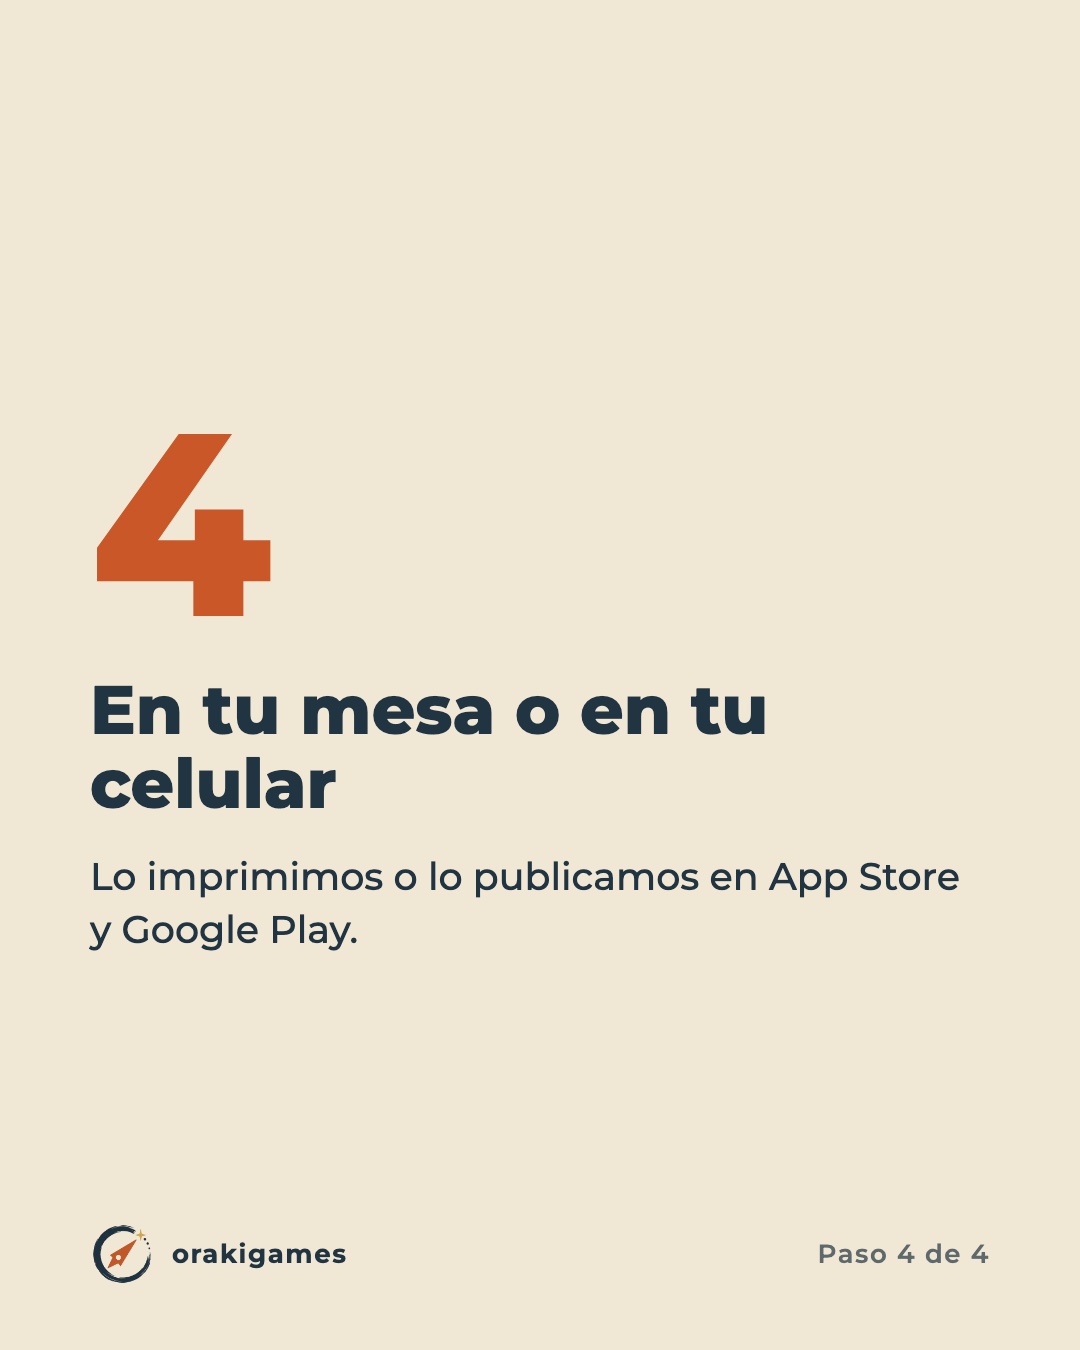 4
En tu mesa o en tu
celular
Lo imprimimos o lo publicamos en App Store
y Google Play.
orakigames
Paso 4 de 4